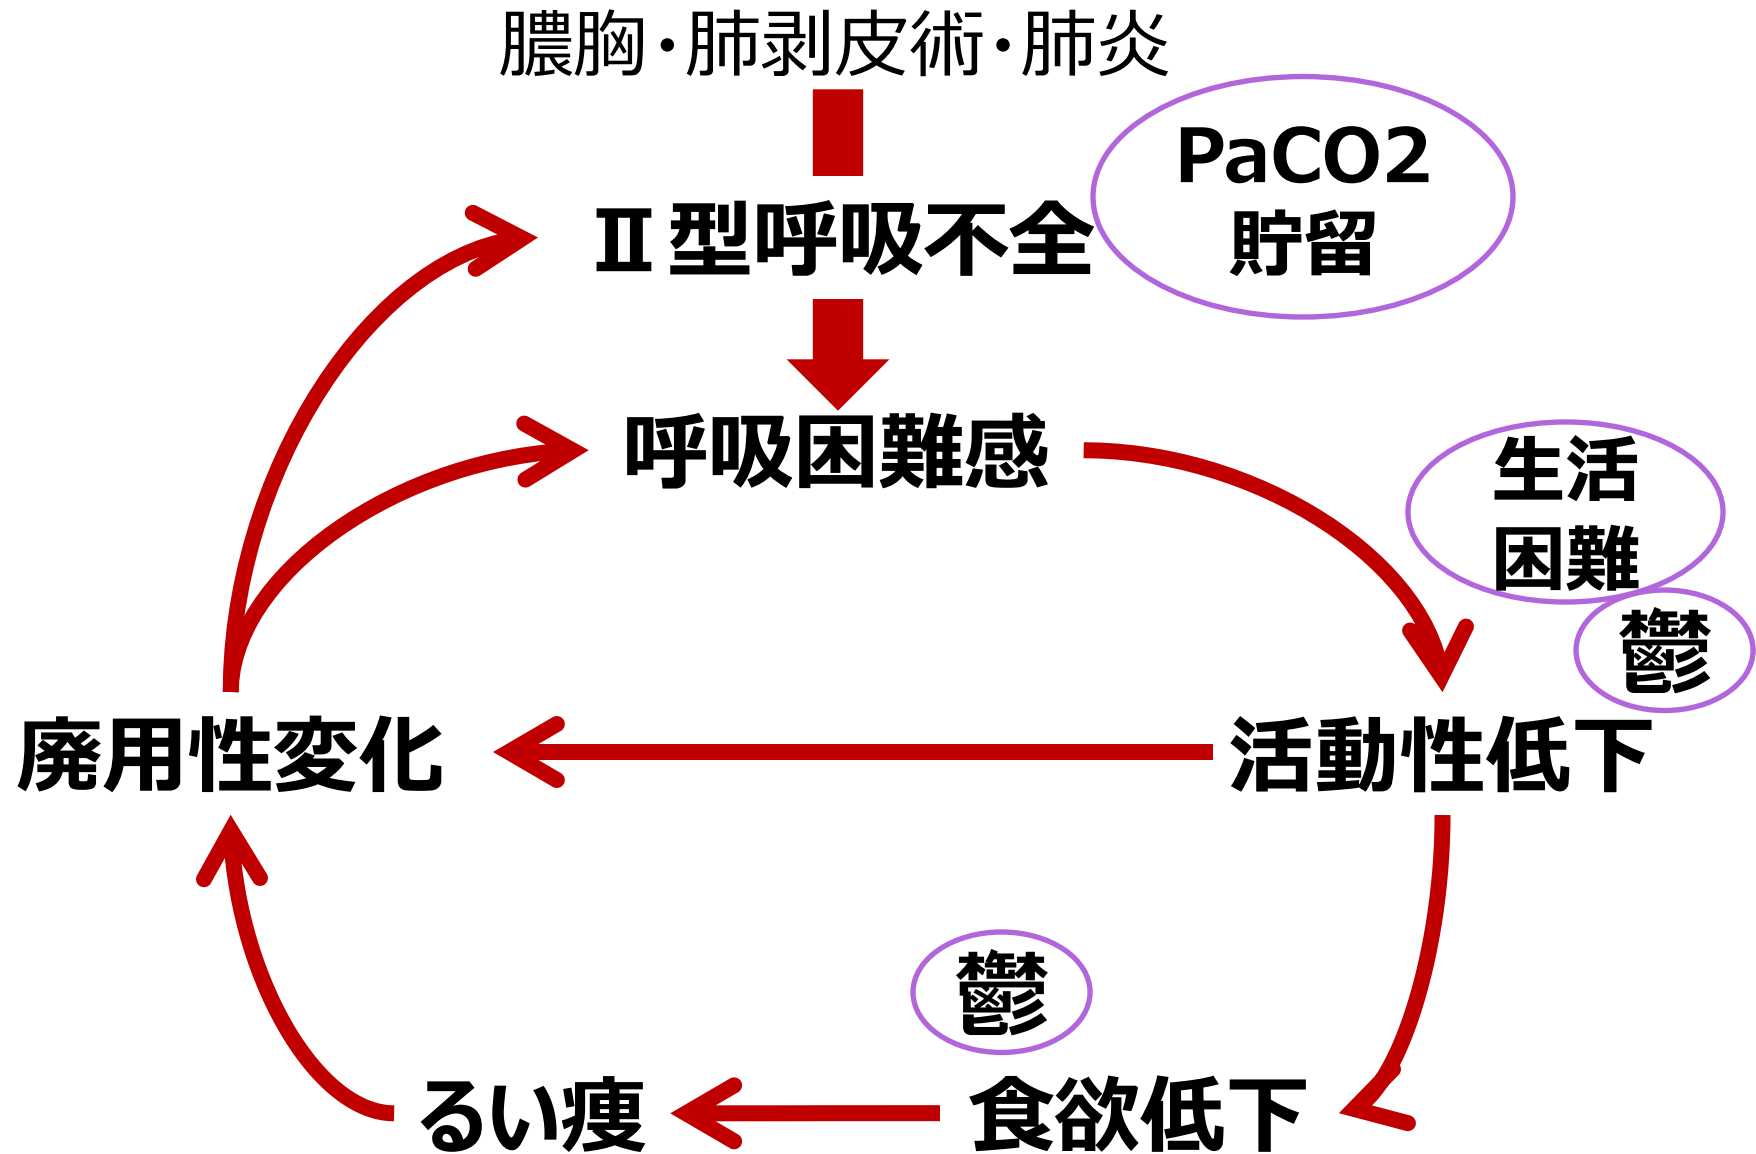 膿胸・肺剥皮術・肺炎
PaCO2
貯留
Ⅱ型呼吸不全
呼吸困難感
生活
困難
鬱
廃用性変化
活動性低下
鬱
るい痩
食欲低下